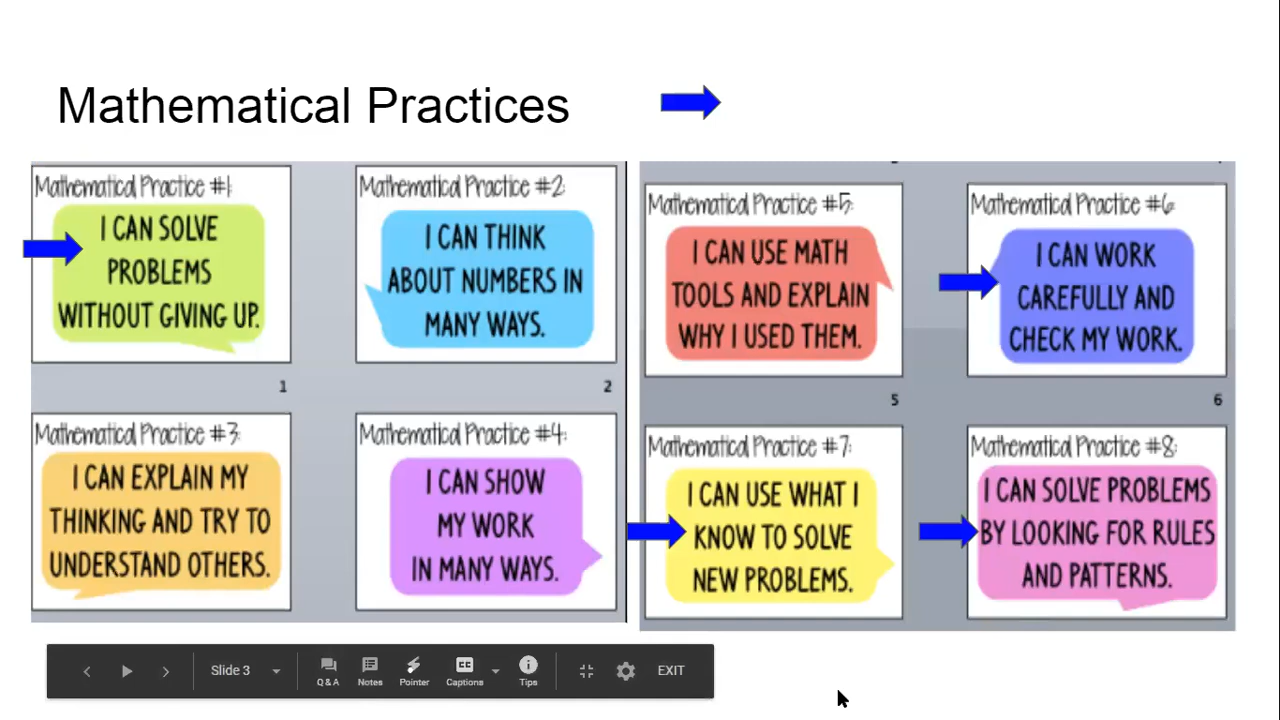 Mathematical Practices
Mathematical Practice #1:
I CAN SOLVE
PROBLEMS
WITHOUT GIVING UP.
1
Mathematical Practice #2:
I CAN THINK
ABOUT NUMBERS IN
MANY WAYS.
2
Mathematical Practice #3:
I CAN EXPLAIN MY
THINKING AND TRY TO
UNDERSTAND OTHERS.
Mathematical Practice #4:
I CAN SHOW
MY WORK
IN MANY WAYS.
Mathematical Practice #5:
I CAN USE MATH
TOOLS AND EXPLAIN
WHY I USED THEM.
5
Mathematical Practice #6:
I CAN WORK
CAREFULLY AND
CHECK MY WORK.
6
Mathematical Practice #7:
I CAN USE WHAT I
KNOW TO SOLVE
NEW PROBLEMS.
Mathematical Practice #8:
I CAN SOLVE PROBLEMS
BY LOOKING FOR RULES
AND PATTERNS.
Slide 3
Q & A
Notes
Pointer
CC
Captions
Tips
EXIT